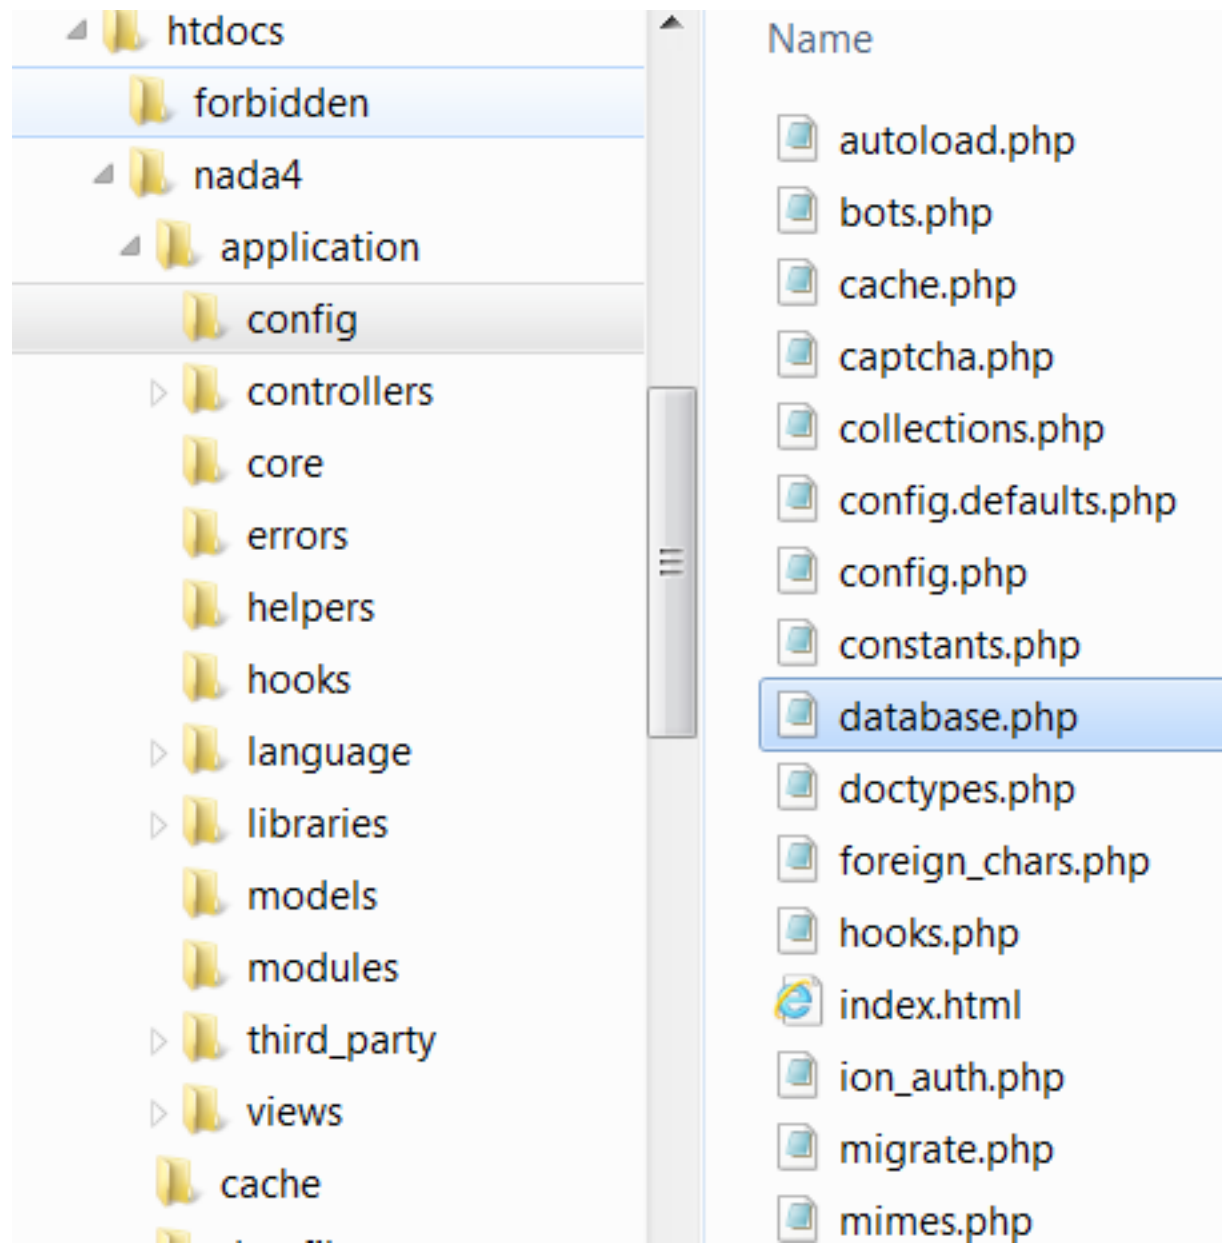 htdocs
forbidden
nada4
application
config
controllers
core
errors
helpers
hooks
language
libraries
models
modules
third_party
views
cache
Name
autoload.php
bots.php
cache.php
captcha.php
collections.php
config.defaults.php
config.php
constants.php
database.php
doctypes.php
foreign_chars.php
hooks.php
index.html
ion_auth.php
migrate.php
mimes.php